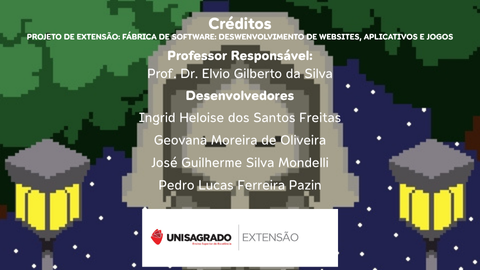 Créditos
PROJETO DE EXTENSÃO: FÁBRICA DE SOFTWARE: DESWENVOLVIMENTO DE WEBSITES, APLICATIVOS E JOGOS
Professor Responsável:
Prof. Dr. Elvio Gilberto da Silva
Desenvolvedores
Ingrid Heloise dos Santos Freitas
Geovana Moreira de Oliveira
José Guilherme Silva Mondelli
Pedro Lucas Ferreira Pazin
UNISAGRADO EXTENSÃO